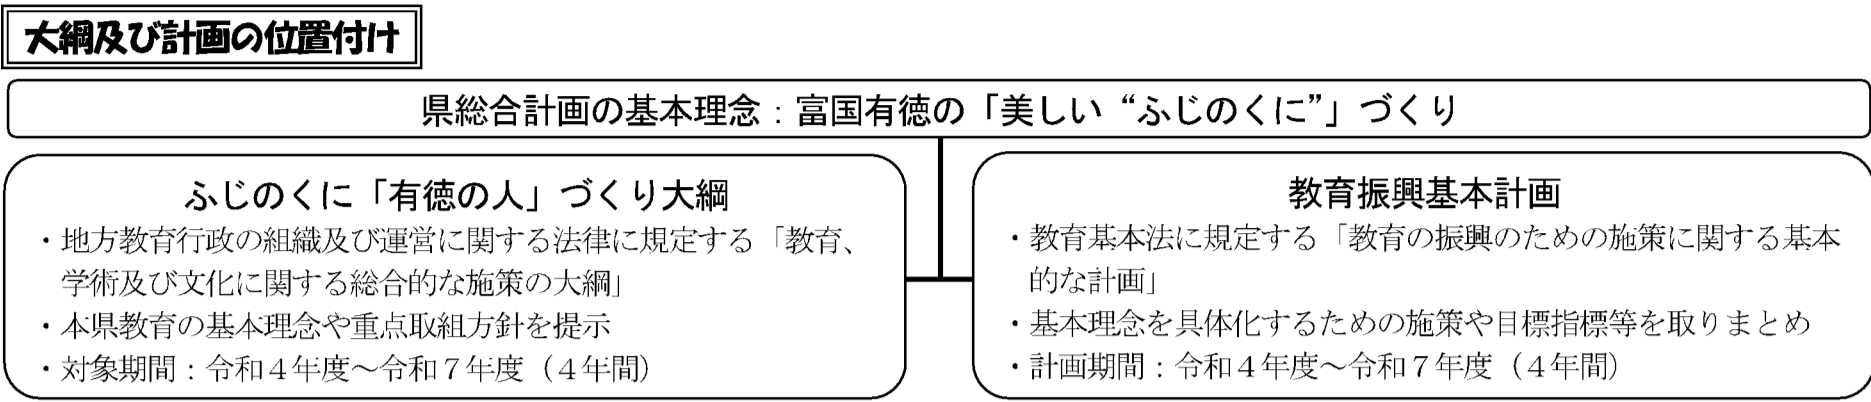 大綱及び計画の位置付け
県総合計画の基本理念：富国有徳の「美しい“ふじのくに”」づくり
ふじのくに「有徳の人」づくり大綱
・地方教育行政の組織及び運営に関する法律に規定する「教育、
学術及び文化に関する総合的な施策の大綱」
・本県教育の基本理念や重点取組方針を提示
・対象期間：令和４年度～令和７年度（４年間）
教育振興基本計画
・教育基本法に規定する「教育の振興のための施策に関する基本
的な計画」
・基本理念を具体化するための施策や目標指標等を取りまとめ
・計画期間：令和４年度～令和７年度（４年間）